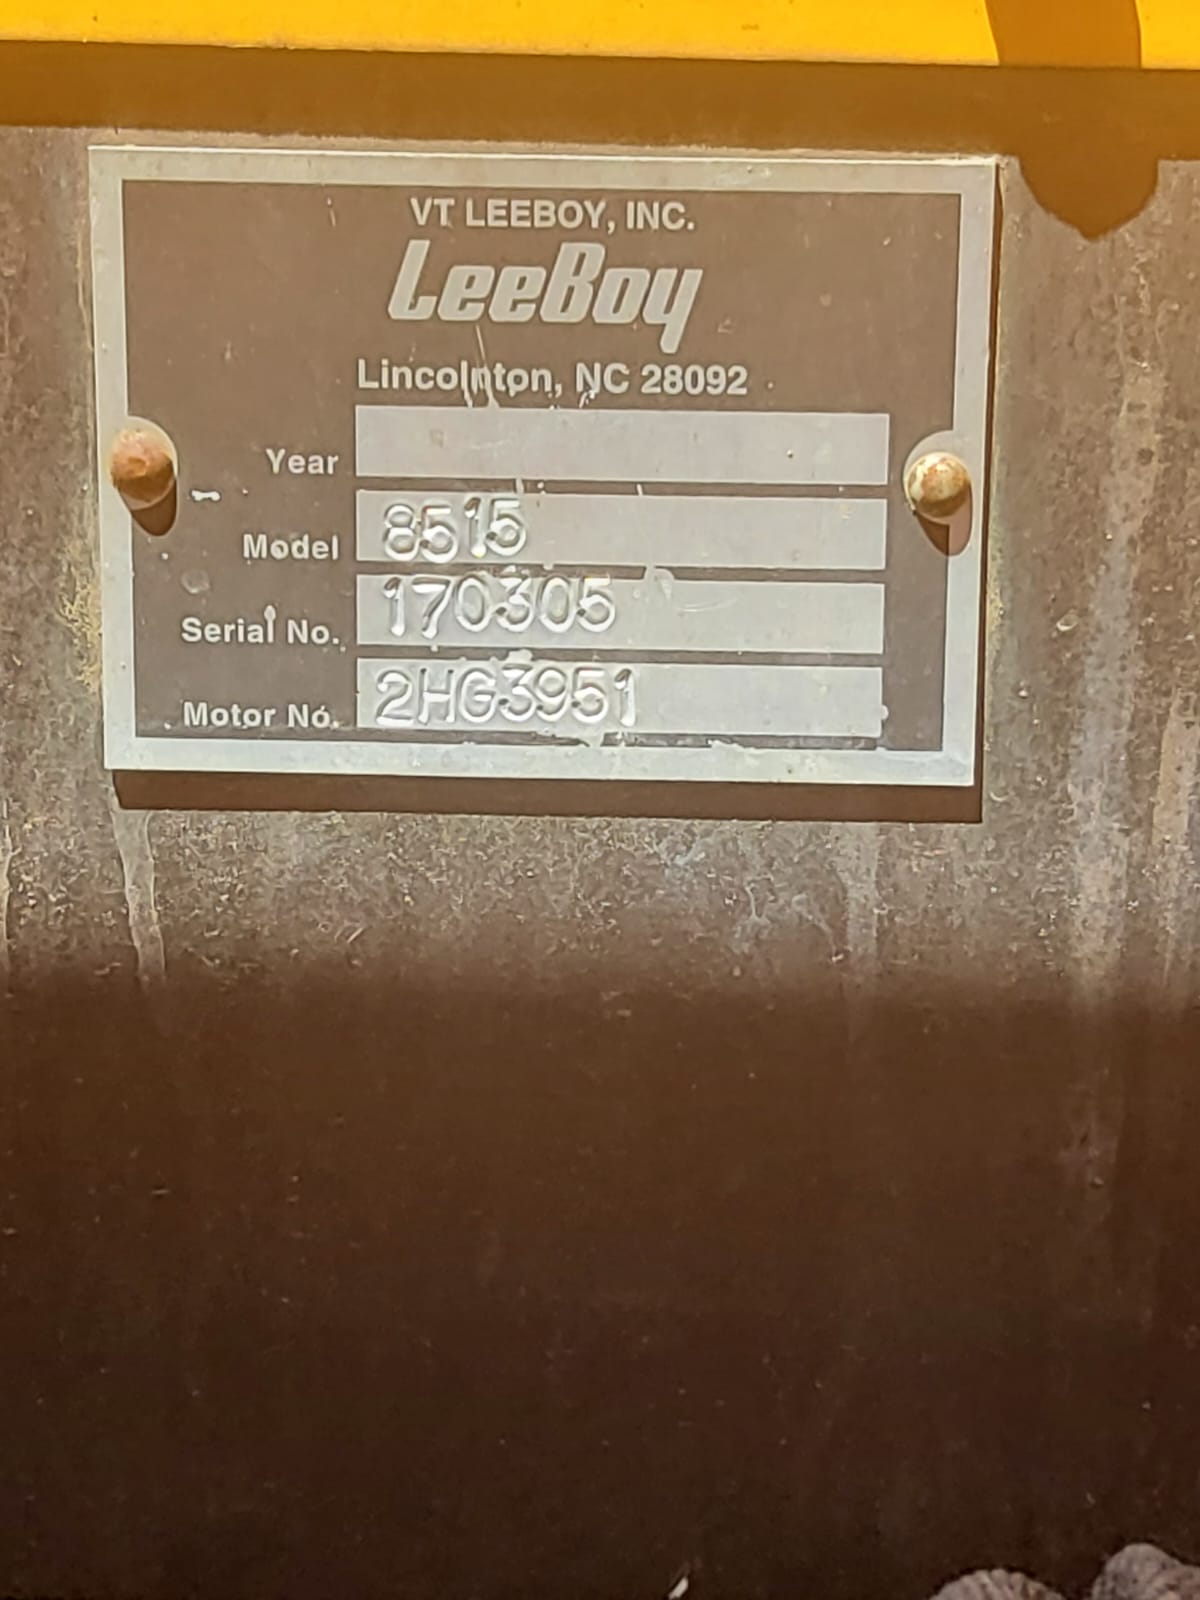 VT LEEBOY, INC.
LeeBoy
Lincolnton, NC 28092
Year
Model 8515
Serial No. 170305
Motor No. 2HG3951